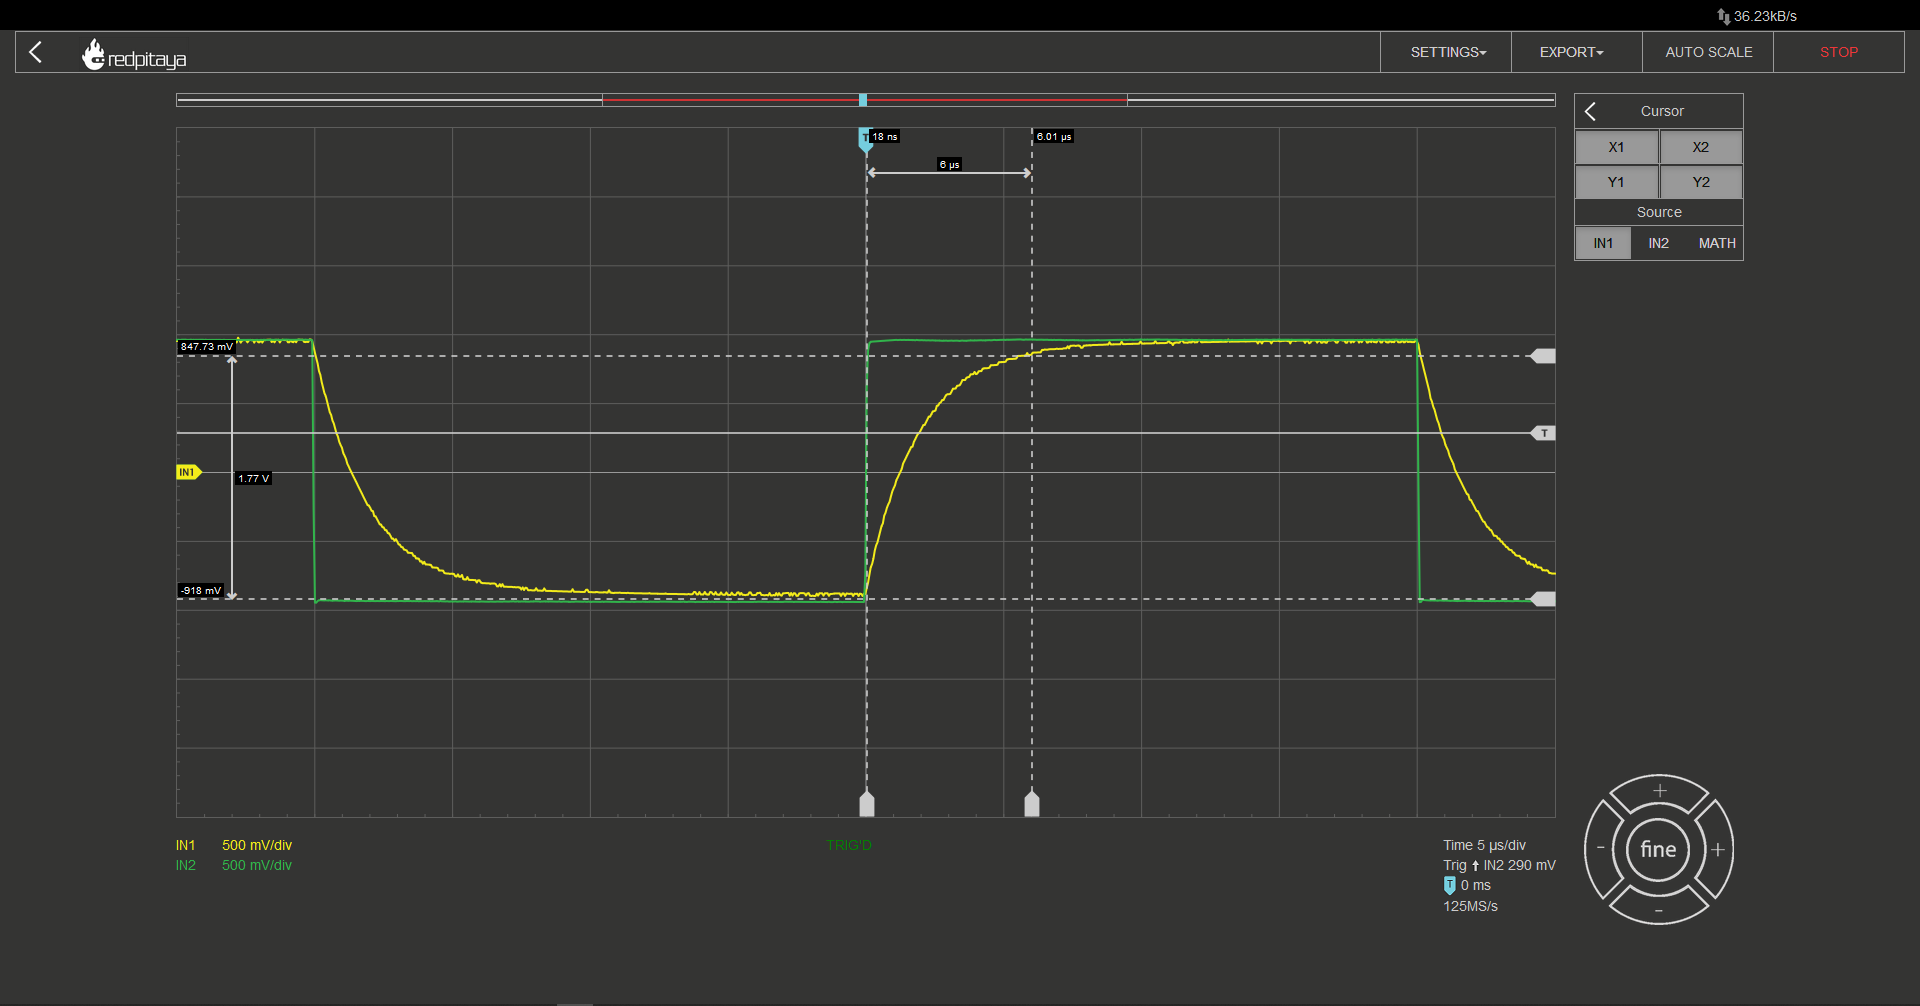 36.23kB/s
redpitaya
SETTINGS
EXPORT
AUTO SCALE
STOP
Cursor
X1 X2
Y1 Y2
Source
IN1 IN2 MATH
T 18 ns
6.01 µs
6 µs
847.73 mV
T
IN1
1.77 V
-918 mV
IN1 500 mV/div
IN2 500 mV/div
TRIG'D
Time 5 µs/div
Trig IN2 290 mV
T 0 ms
125MS/s
+
- fine +
-